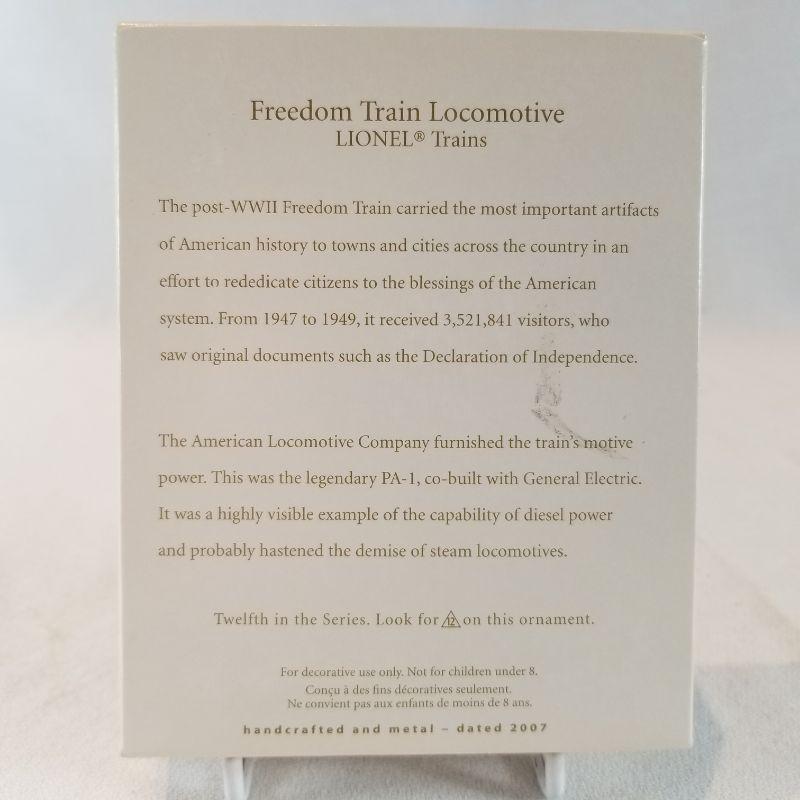 Freedom Train Locomotive
LIONEL® Trains
The post-WWII Freedom Train carried the most important artifacts
of American history to towns and cities across the country in an
effort to rededicate citizens to the blessings of the American
system. From 1947 to 1949, it received 3,521,841 visitors, who
saw original documents such as the Declaration of Independence.
The American Locomotive Company furnished the train's motive
power. This was the legendary PA-1, co-built with General Electric.
It was a highly visible example of the capability of diesel power
and probably hastened the demise of steam locomotives.
Twelfth in the Series. Look for 12 on this ornament.
For decorative use only. Not for children under 8.
Conçu à des fins décoratives seulement.
Ne convient pas aux enfants de moins de 8 ans.
handcrafted and metal – dated 2007